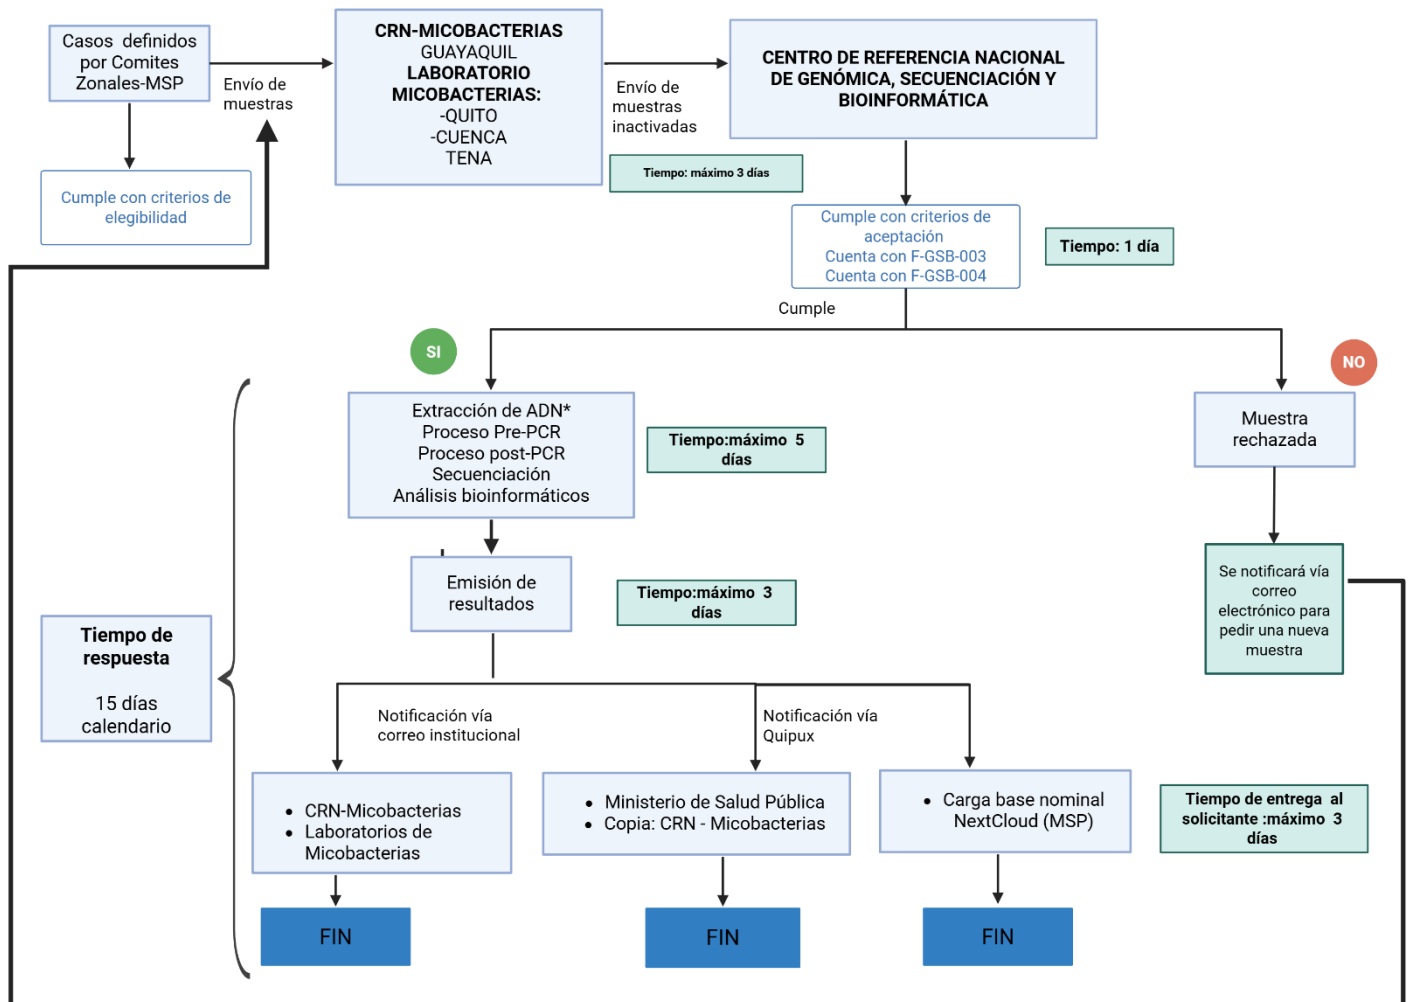 Casos definidos
por Comites
Zonales-MSP
Envío de
muestras
Cumple con criterios de
elegibilidad
CRN-MICOBACTERIAS
GUAYAQUIL
LABORATORIO
MICOBACTERIAS:
-QUITO
-CUENCA
TENA
Envío de
muestras
inactivadas
Tiempo: máximo 3 días
CENTRO DE REFERENCIA NACIONAL
DE GENÓMICA, SECUENCIACIÓN Y
BIOINFORMÁTICA
Cumple con criterios de
aceptación
Cuenta con F-GSB-003
Cuenta con F-GSB-004
Tiempo: 1 día
Cumple
SI
NO
Extracción de ADN*
Proceso Pre-PCR
Proceso post-PCR
Secuenciación
Análisis bioinformáticos
Tiempo:máximo 5
días
Muestra
rechazada
Emisión de
resultados
Tiempo:máximo 3
días
Se notificará vía
correo
electrónico para
pedir una nueva
muestra
Tiempo de
respuesta
15 días
calendario
Notificación vía
correo institucional
Notificación vía
Quipux
• CRN-Micobacterias
• Laboratorios de
Micobacterias
• Ministerio de Salud Pública
• Copia: CRN - Micobacterias
• Carga base nominal
NextCloud (MSP)
Tiempo de entrega al
solicitante :máximo 3
días
FIN
FIN
FIN